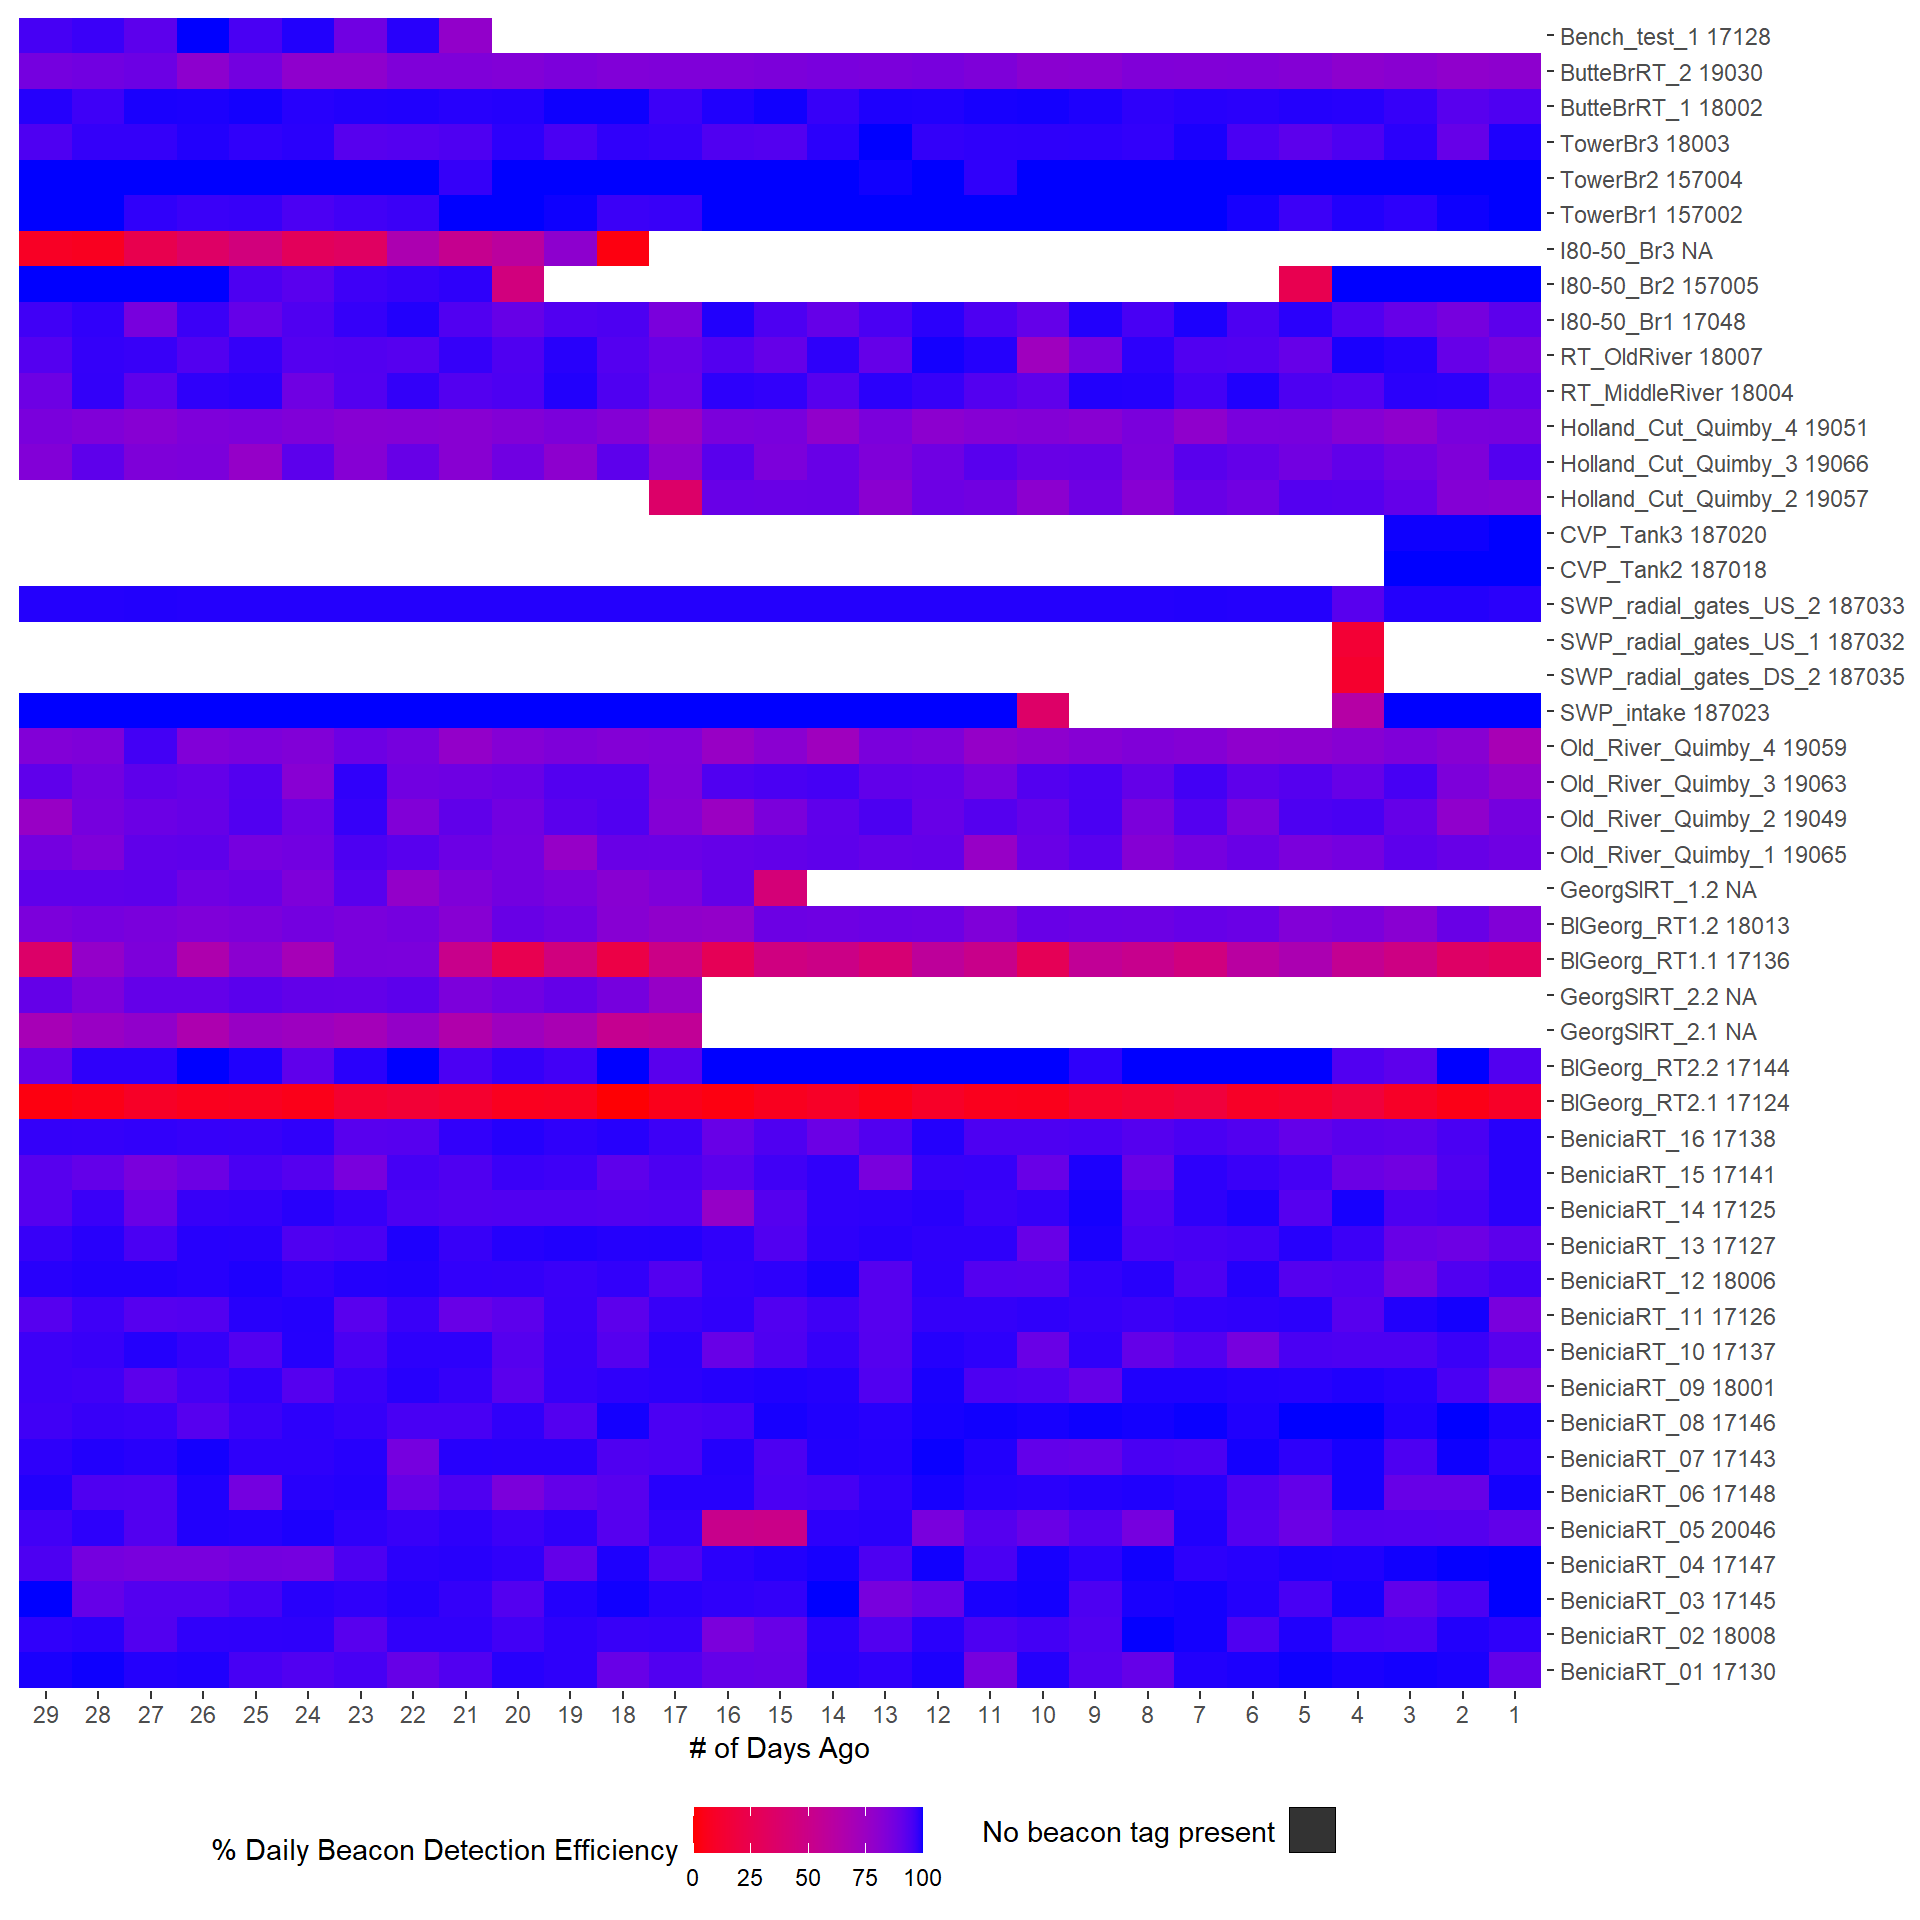 Bench_test_1 17128
ButteBrRT_2 19030
ButteBrRT_1 18002
TowerBr3 18003
TowerBr2 157004
TowerBr1 157002
I80-50_Br3 NA
I80-50_Br2 157005
I80-50_Br1 17048
RT_OldRiver 18007
RT_MiddleRiver 18004
Holland_Cut_Quimby_4 19051
Holland_Cut_Quimby_3 19066
Holland_Cut_Quimby_2 19057
CVP_Tank3 187020
CVP_Tank2 187018
SWP_radial_gates_US_2 187033
SWP_radial_gates_US_1 187032
SWP_radial_gates_DS_2 187035
SWP_intake 187023
Old_River_Quimby_4 19059
Old_River_Quimby_3 19063
Old_River_Quimby_2 19049
Old_River_Quimby_1 19065
GeorgSlRT_1.2 NA
BlGeorg_RT1.2 18013
BlGeorg_RT1.1 17136
GeorgSlRT_2.2 NA
GeorgSlRT_2.1 NA
BlGeorg_RT2.2 17144
BlGeorg_RT2.1 17124
BeniciaRT_16 17138
BeniciaRT_15 17141
BeniciaRT_14 17125
BeniciaRT_13 17127
BeniciaRT_12 18006
BeniciaRT_11 17126
BeniciaRT_10 17137
BeniciaRT_09 18001
BeniciaRT_08 17146
BeniciaRT_07 17143
BeniciaRT_06 17148
BeniciaRT_05 20046
BeniciaRT_04 17147
BeniciaRT_03 17145
BeniciaRT_02 18008
BeniciaRT_01 17130
29 28 27 26 25 24 23 22 21 20 19 18 17 16 15 14 13 12 11 10 9 8 7 6 5 4 3 2 1
# of Days Ago
% Daily Beacon Detection Efficiency
0 25 50 75 100
No beacon tag present